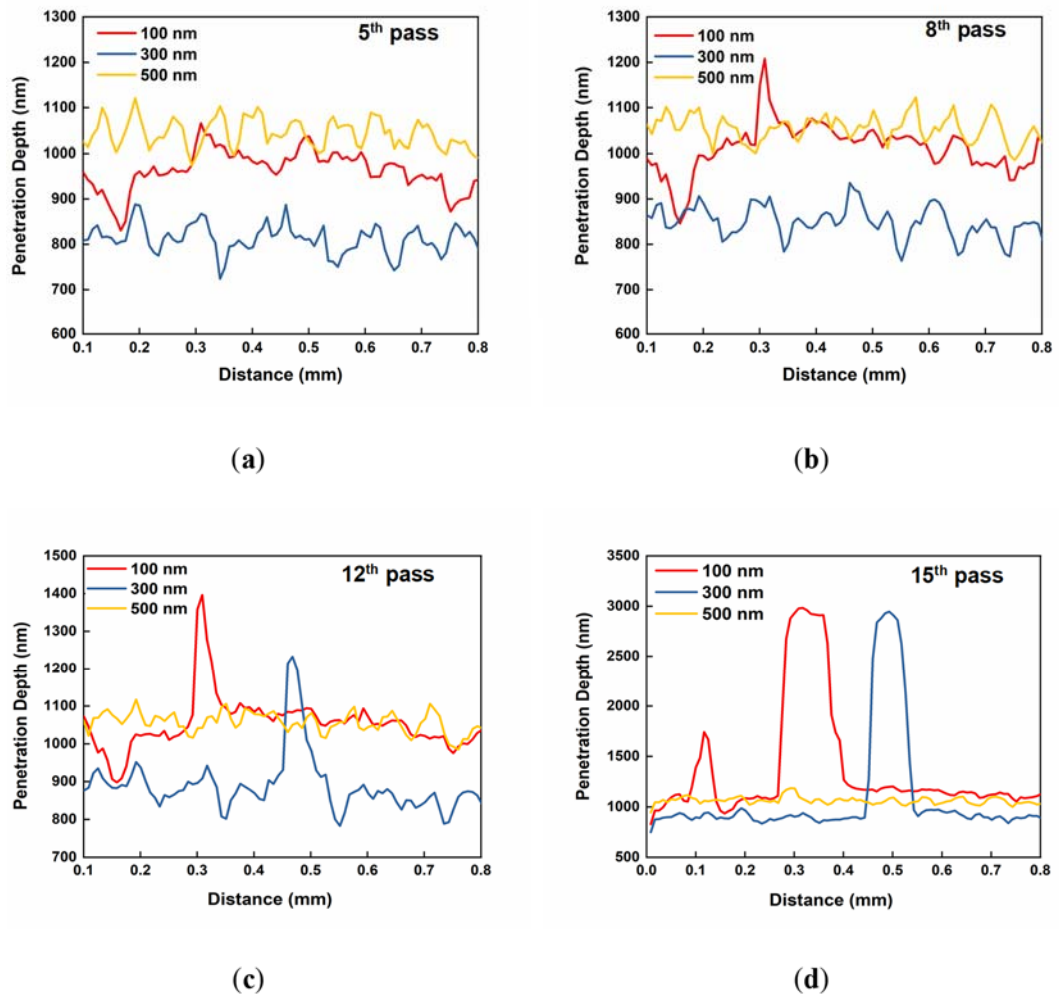 1300
1200
1100
1000
900
800
700
600
Penetration Depth (nm)
100 nm
300 nm
500 nm
5th pass
0.1 0.2 0.3 0.4 0.5 0.6 0.7 0.8
Distance (mm)
(a)
1300
1200
1100
1000
900
800
700
600
Penetration Depth (nm)
100 nm
300 nm
500 nm
8th pass
0.1 0.2 0.3 0.4 0.5 0.6 0.7 0.8
Distance (mm)
(b)
1500
1400
1300
1200
1100
1000
900
800
700
Penetration Depth (nm)
100 nm
300 nm
500 nm
12th pass
0.1 0.2 0.3 0.4 0.5 0.6 0.7 0.8
Distance (mm)
(c)
3500
3000
2500
2000
1500
1000
500
Penetration Depth (nm)
100 nm
300 nm
500 nm
15th pass
0.0 0.1 0.2 0.3 0.4 0.5 0.6 0.7 0.8
Distance (mm)
(d)